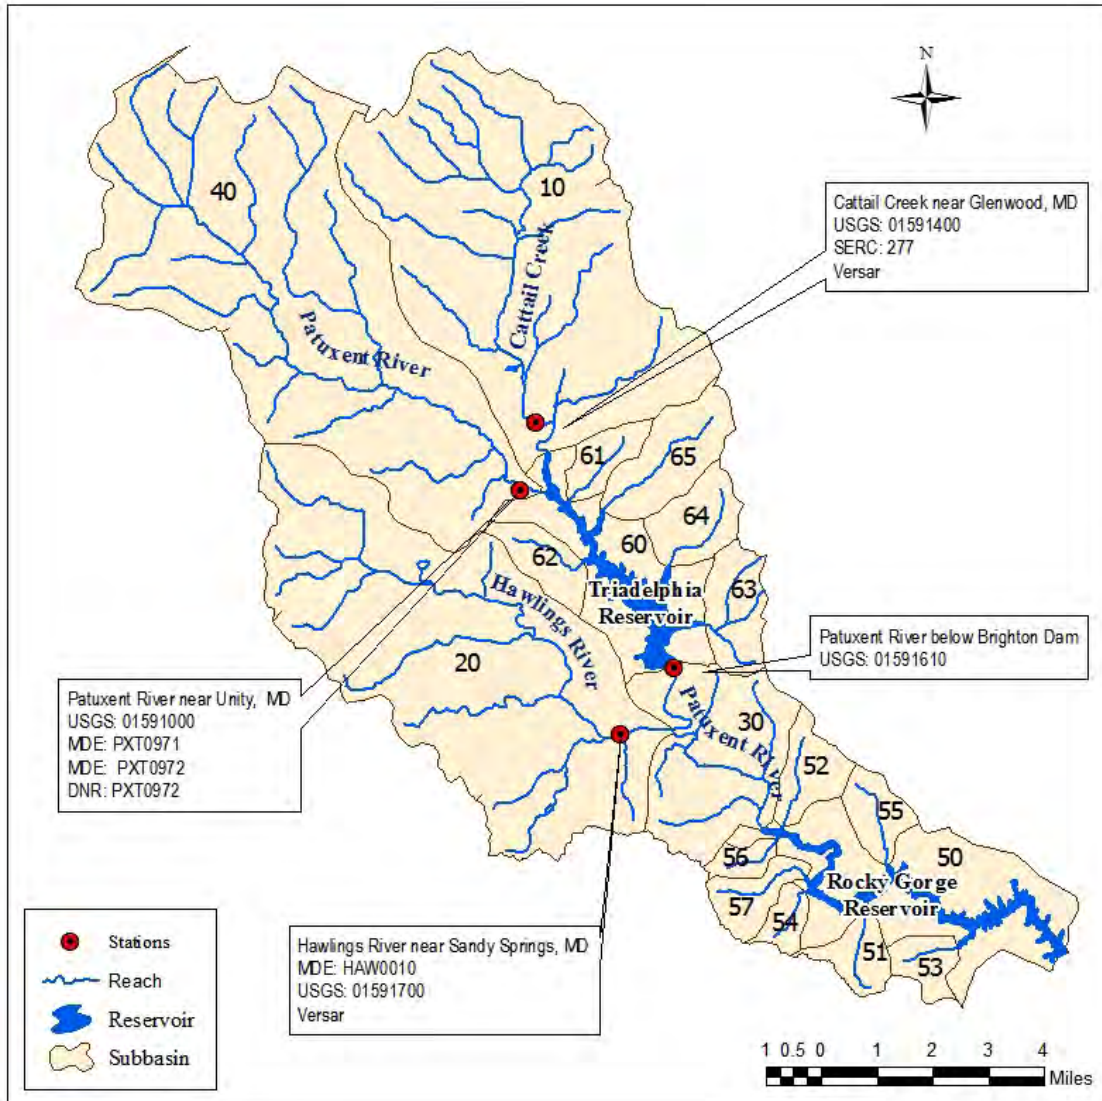 N
40
10
Cattail Creek near Glenwood, MD
USGS: 01591400
SERC: 277
Versar
Cattail Creek
Patuxent River
61
65
64
60
62
63
Triadelphia
Reservoir
Hawlings River
20
Patuxent River below Brighton Dam
USGS: 01591610
Patuxent River near Unity, MD
USGS: 01591000
MDE: PXT0971
MDE: PXT0972
DNR: PXT0972
Patuxent River
30
52
55
50
56
57
54
51
53
Rocky Gorge
Reservoir
Hawlings River near Sandy Springs, MD
MDE: HAW0010
USGS: 01591700
Versar
Stations
Reach
Reservoir
Subbasin
1 0.5 0 1 2 3 4
Miles